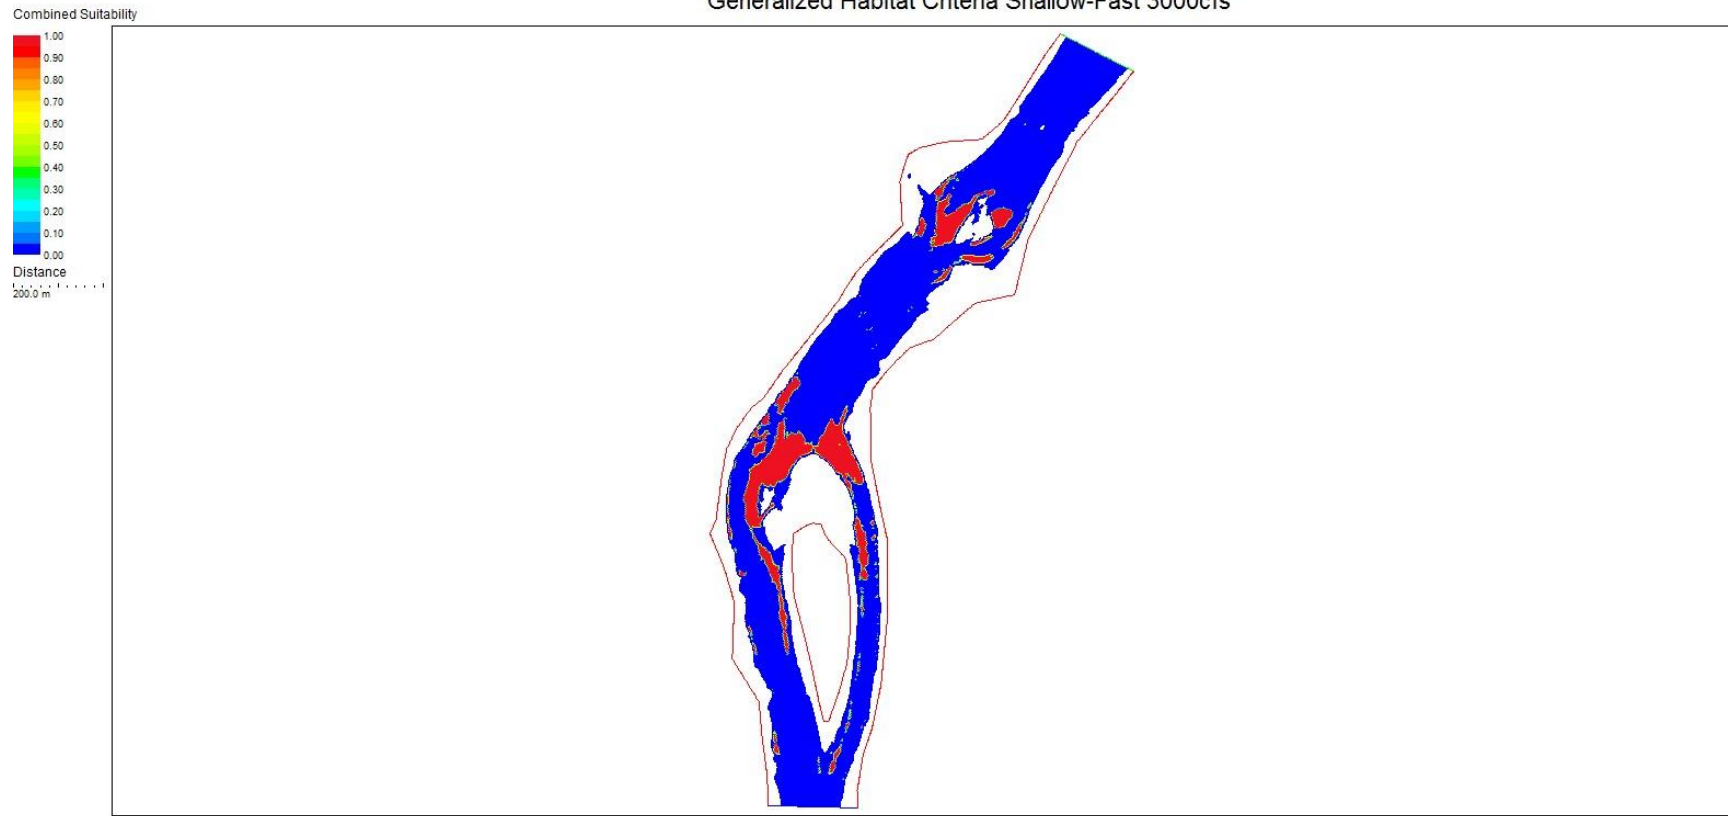 Generalized Habitat Criteria Shallow-Fast 3000cfs
Combined Suitability
1.00
0.90
0.80
0.70
0.60
0.50
0.40
0.30
0.20
0.10
0.00
Distance
200.0 m